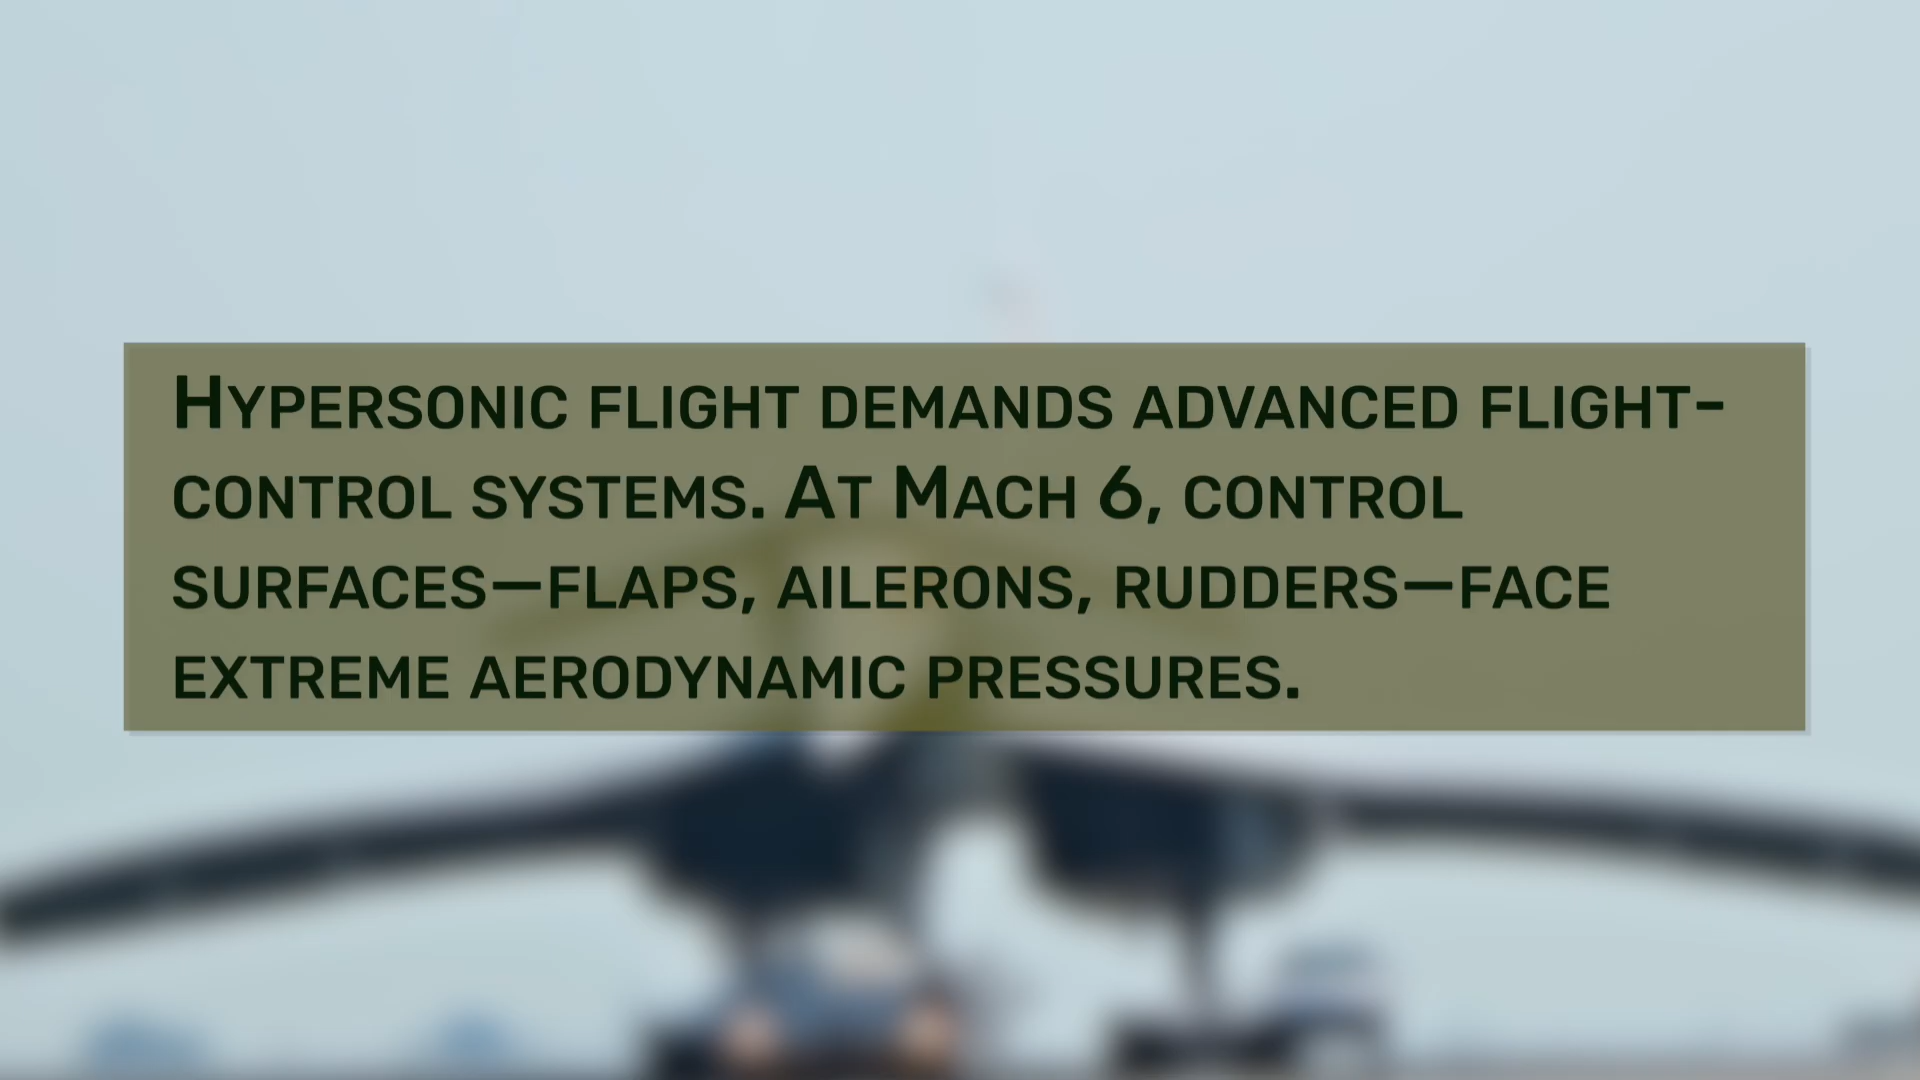 Hypersonic flight demands advanced flight-
control systems. At Mach 6, control
surfaces—flaps, ailerons, rudders—face
extreme aerodynamic pressures.